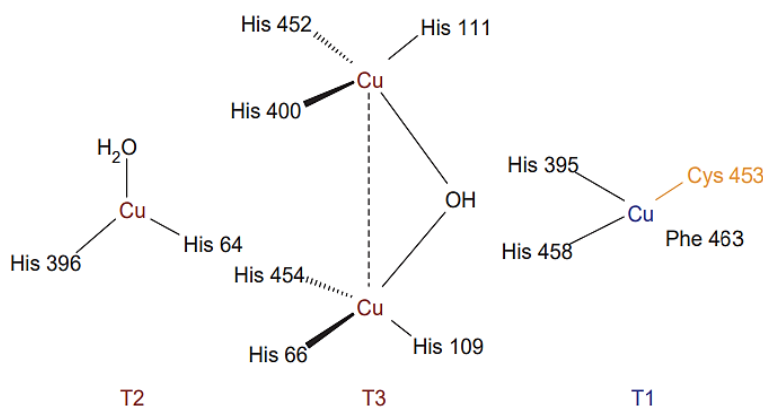 His 452
His 111
Cu
His 400
H2O
Cu
His 64
His 396
OH
His 454
Cu
His 66
His 109
His 395
Cys 453
Cu
Phe 463
His 458
T2
T3
T1